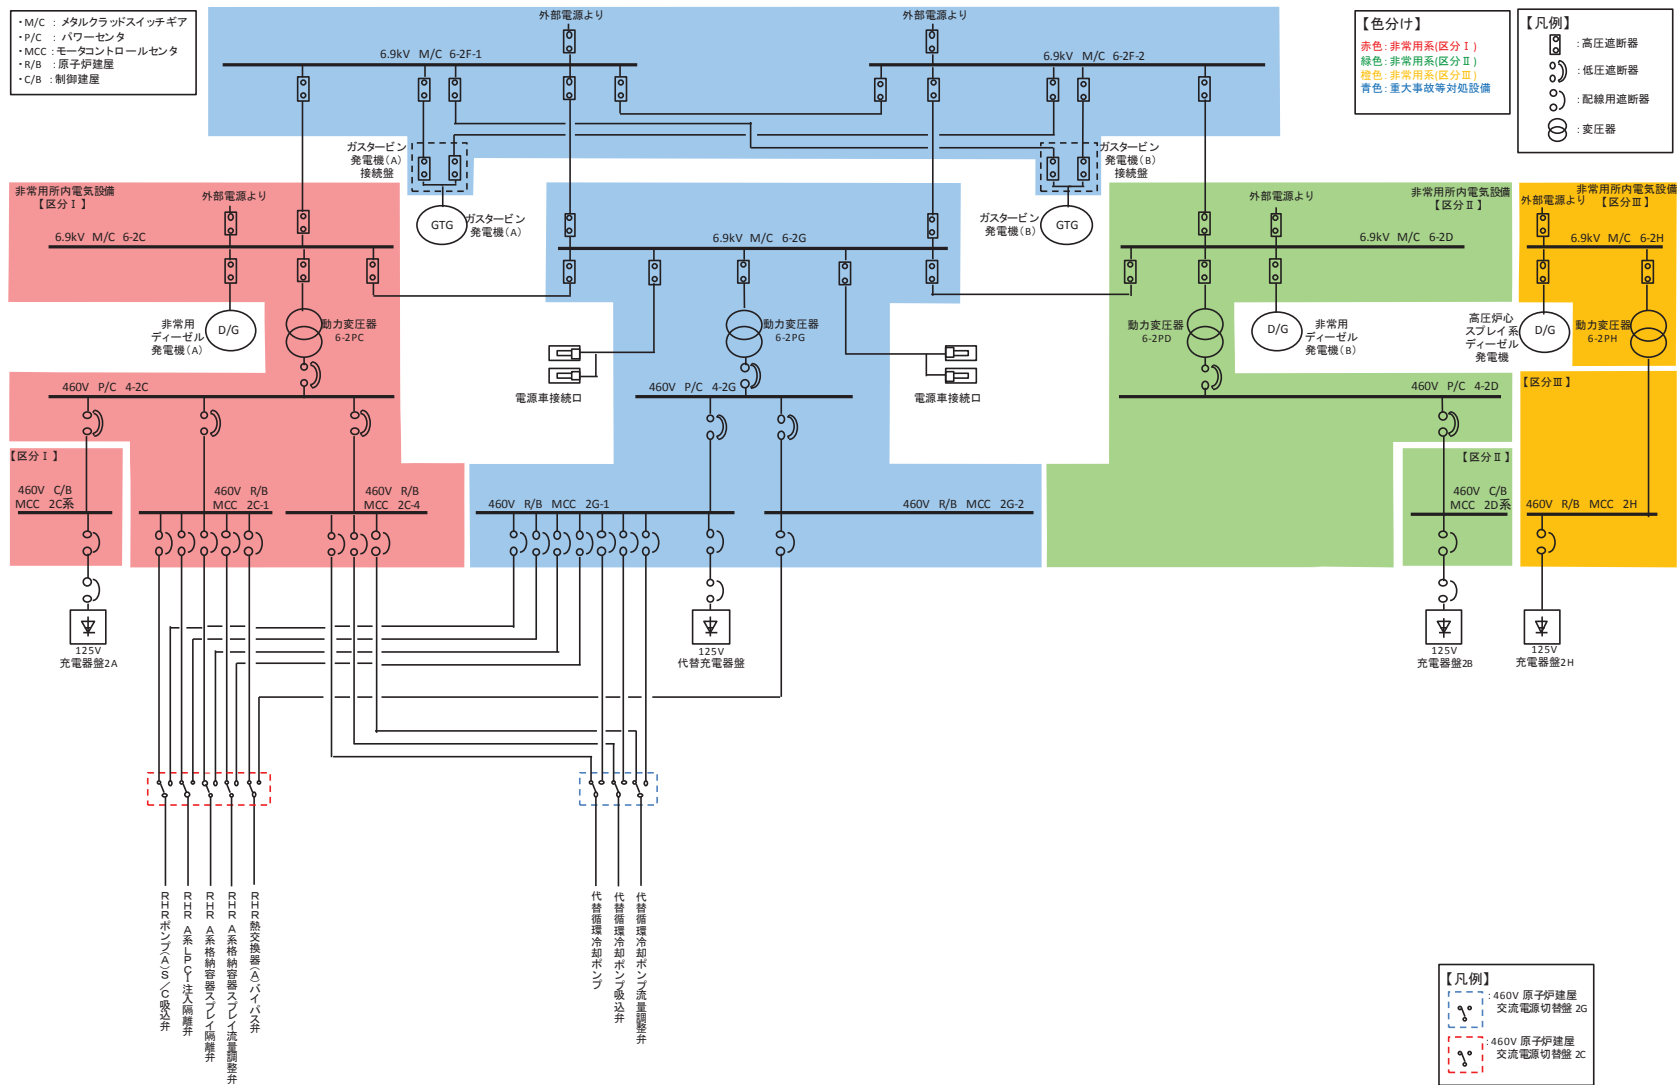 ・M/C : メタルクラッドスイッチギア
・P/C : パワーセンタ
・MCC : モータコントロールセンタ
・R/B : 原子炉建屋
・C/B : 制御建屋
外部電源より
外部電源より
6.9kV M/C 6-2F-1
6.9kV M/C 6-2F-2
【色分け】
赤色:非常用系(区分Ⅰ)
緑色:非常用系(区分Ⅱ)
橙色:非常用系(区分Ⅲ)
青色:重大事故等対処設備
【凡例】
:高圧遮断器
:低圧遮断器
:配線用遮断器
:変圧器
ガスタービン
発電機(A)
接続盤
ガスタービン
発電機(B)
接続盤
GTG
ガスタービン
発電機(A)
ガスタービン
発電機(B)
GTG
非常用所内電気設備
【区分Ⅰ】
外部電源より
6.9kV M/C 6-2C
6.9kV M/C 6-2G
外部電源より
非常用所内電気設備
【区分Ⅱ】
6.9kV M/C 6-2D
非常用所内電気設備
【区分Ⅲ】
外部電源より
6.9kV M/C 6-2H
D/G
非常用
ディーゼル
発電機(A)
動力変圧器
6-2PC
動力変圧器
6-2PG
動力変圧器
6-2PD
D/G
非常用
ディーゼル
発電機(B)
高圧炉心
スプレイ系
ディーゼル
発電機
D/G
動力変圧器
6-2PH
電源車接続口
電源車接続口
460V P/C 4-2C
460V P/C 4-2G
460V P/C 4-2D
【区分Ⅲ】
【区分Ⅰ】
460V C/B
MCC 2C系
460V R/B
MCC 2C-1
460V R/B
MCC 2C-4
460V R/B MCC 2G-1
460V R/B MCC 2G-2
【区分Ⅱ】
460V C/B
MCC 2D系
460V R/B MCC 2H
125V
充電器盤2A
125V
代替充電器盤
125V
充電器盤2B
125V
充電器盤2H
RHRポンプ(A)S/C吸込弁
RHR A系LPCI注入隔離弁
RHR A系格納容器スプレイ隔離弁
RHR A系格納容器スプレイ流量調整弁
RHR熱交換器(A)バイパス弁
代替循環冷却ポンプ
代替循環冷却ポンプ吸込弁
代替循環冷却ポンプ流量調整弁
【凡例】
:460V 原子炉建屋
交流電源切替盤 2G
:460V 原子炉建屋
交流電源切替盤 2C